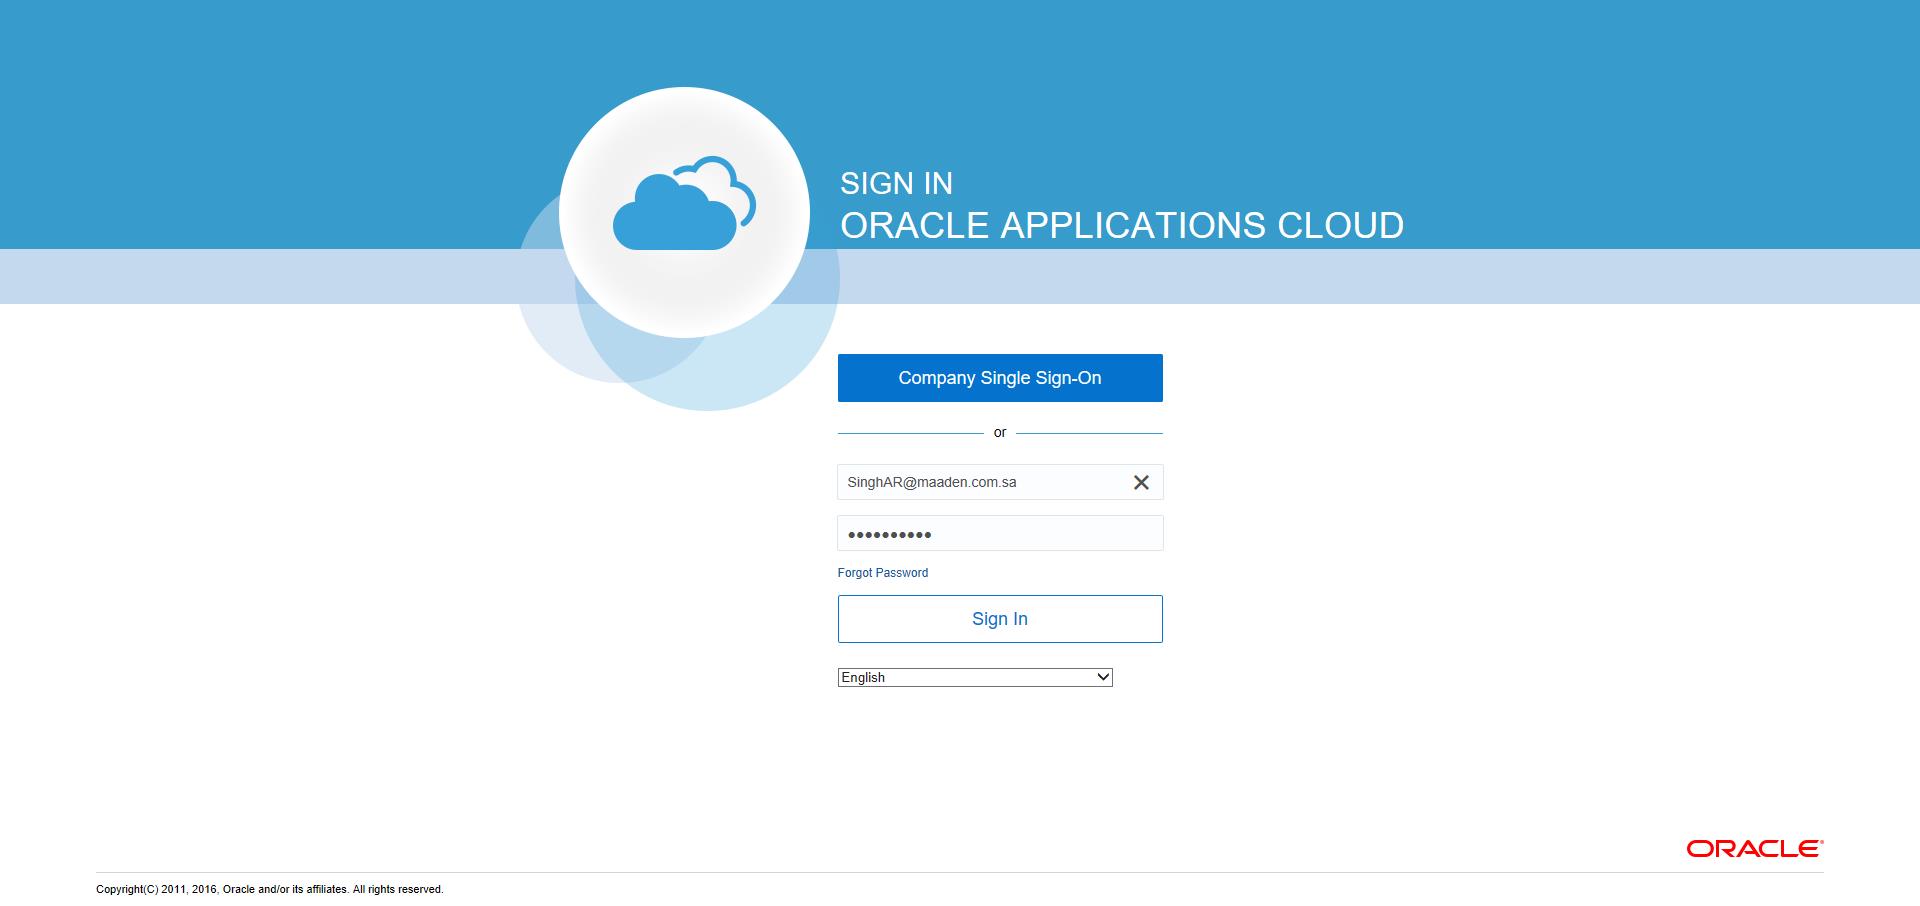 SIGN IN
ORACLE APPLICATIONS CLOUD
Company Single Sign-On
or
SinghAR@maaden.com.sa
••••••••••
Forgot Password
Sign In
English
ORACLE®
Copyright(C) 2011, 2016, Oracle and/or its affiliates. All rights reserved.